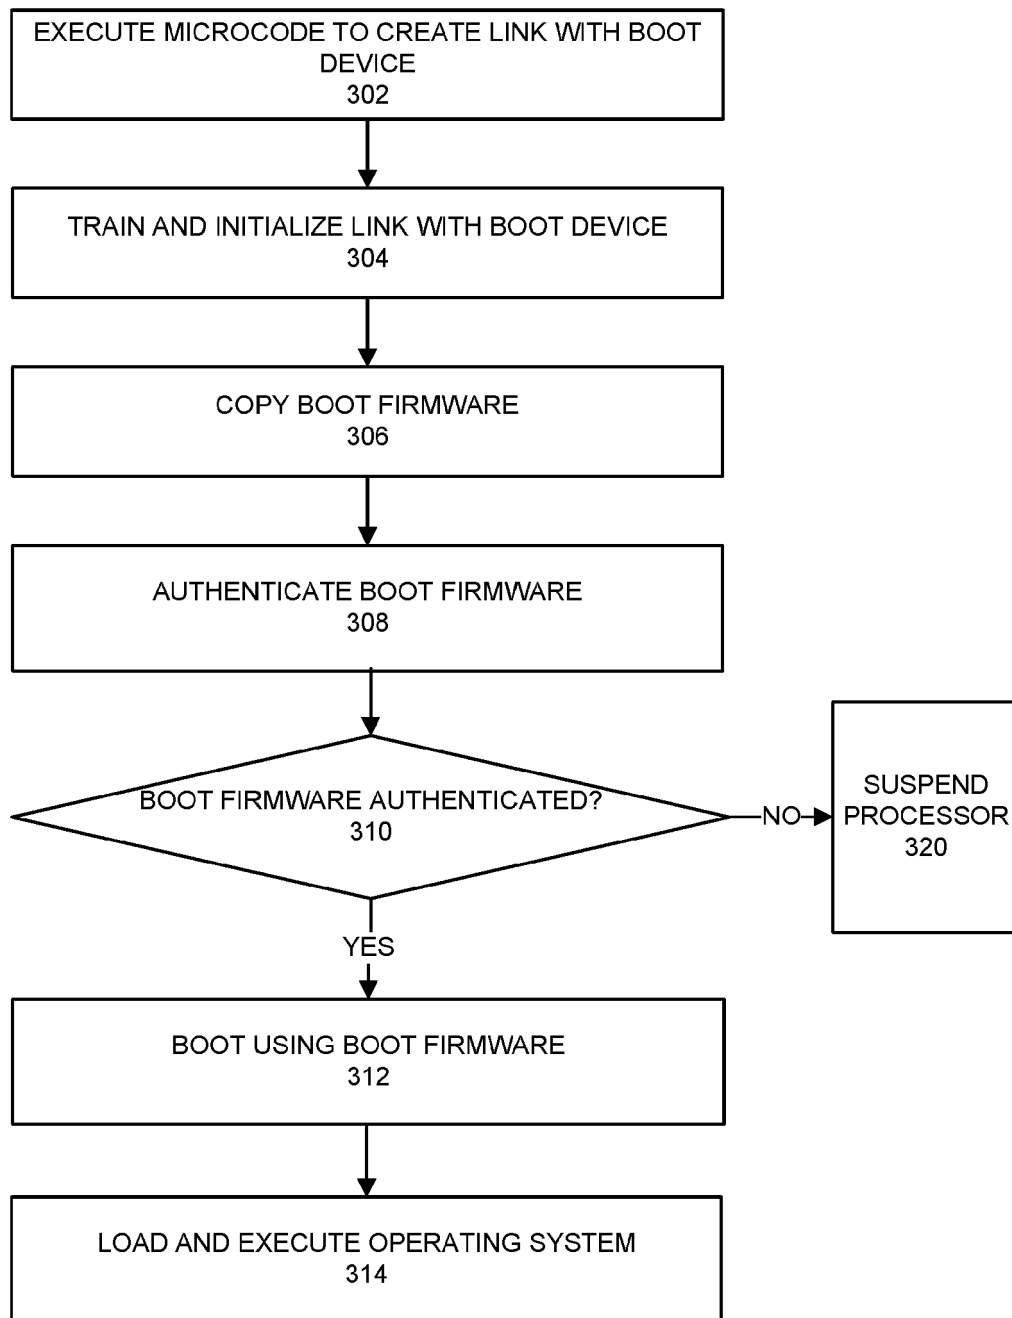 EXECUTE MICROCODE TO CREATE LINK WITH BOOT
DEVICE
302
TRAIN AND INITIALIZE LINK WITH BOOT DEVICE
304
COPY BOOT FIRMWARE
306
AUTHENTICATE BOOT FIRMWARE
308
BOOT FIRMWARE AUTHENTICATED?
310
NO
SUSPEND
PROCESSOR
320
YES
BOOT USING BOOT FIRMWARE
312
LOAD AND EXECUTE OPERATING SYSTEM
314